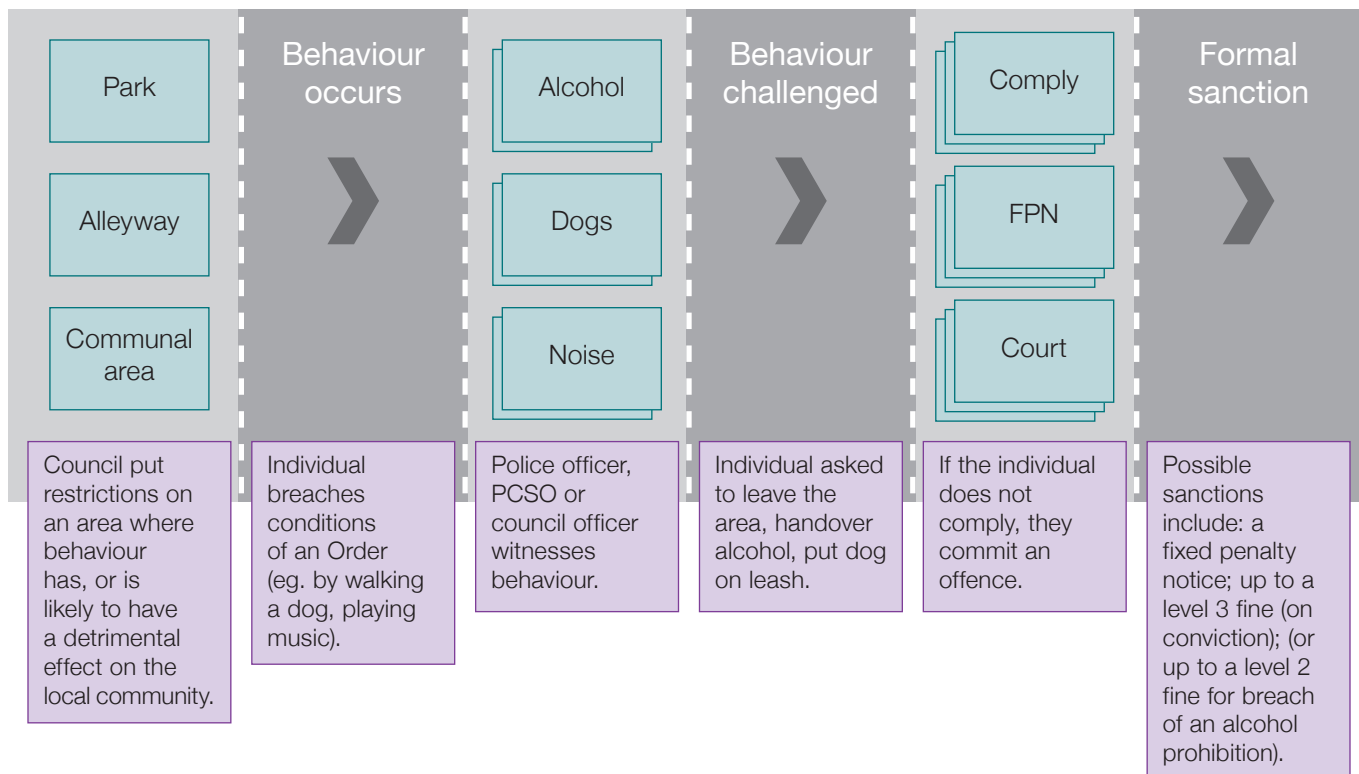 Park
Alleyway
Communal
area
Council put
restrictions on
an area where
behaviour
has, or is
likely to have
a detrimental
effect on the
local community.
Behaviour
occurs
Individual
breaches
conditions
of an Order
(eg. by walking
a dog, playing
music).
Alcohol
Dogs
Noise
Police officer,
PCSO or
council officer
witnesses
behaviour.
Behaviour
challenged
Individual asked
to leave the
area, handover
alcohol, put dog
on leash.
Comply
FPN
Court
If the individual
does not
comply, they
commit an
offence.
Formal
sanction
Possible
sanctions
include: a
fixed penalty
notice; up to a
level 3 fine (on
conviction); (or
up to a level 2
fine for breach
of an alcohol
prohibition).